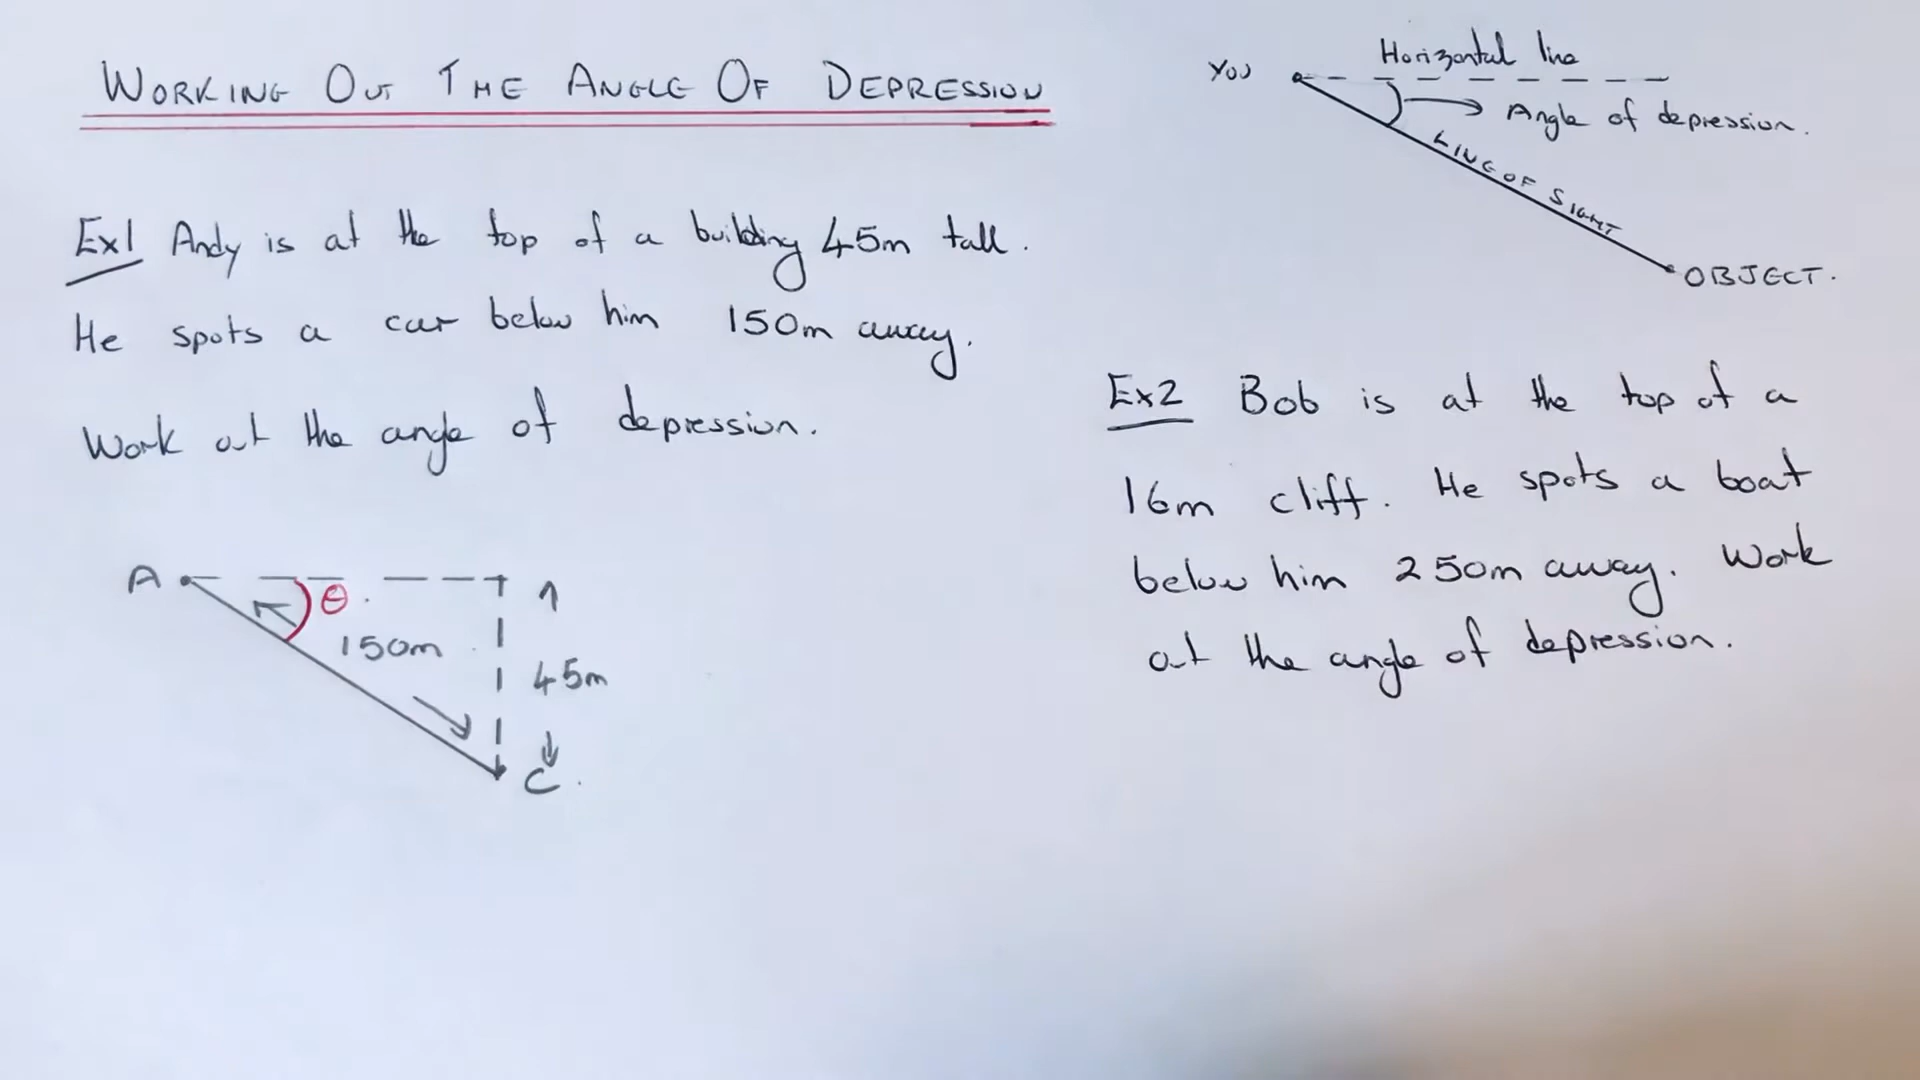 WORKING OUT THE ANGLE OF DEPRESSION
Ex1 Andy is at the top of a building 45m tall.
He spots a car below him 150m away.
Work out the angle of depression.
A
θ
150m
45m
C
YOU
Horizontal line
Angle of depression.
LINE OF SIGHT
OBJECT.
Ex2 Bob is at the top of a
16m cliff. He spots a boat
below him 250m away. Work
out the angle of depression.